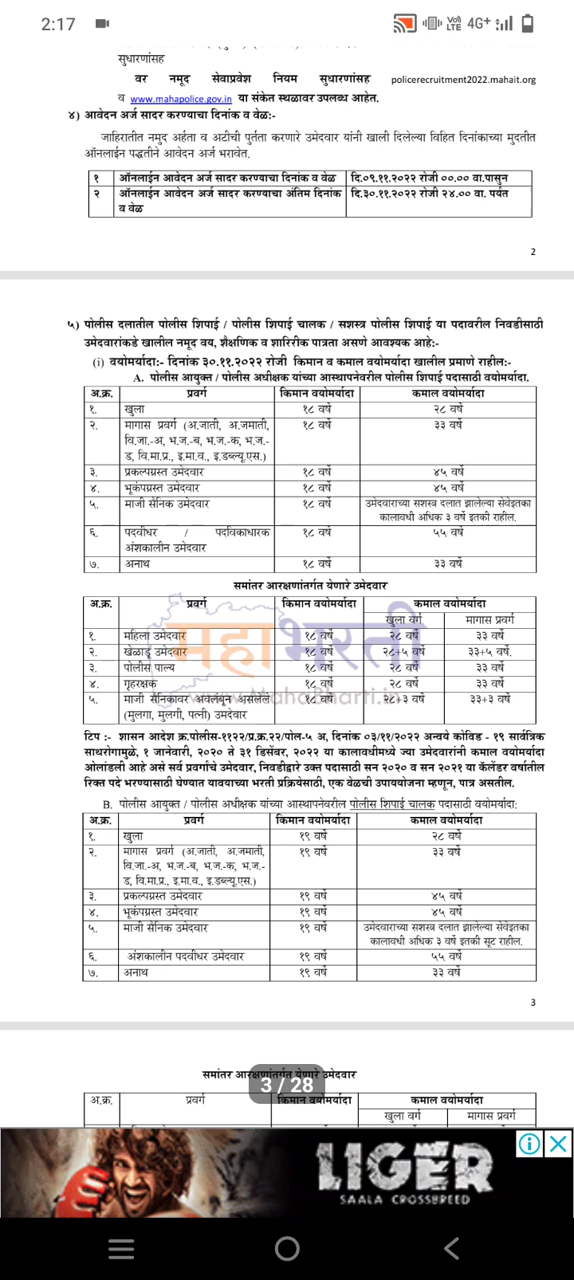 2:17
Vo)) LTE 4G+
सुधारणांसह
वर नमूद सेवाप्रवेश नियम सुधारणांसह policerecruitment2022.mahait.org
व www.mahapolice.gov.in या संकेत स्थळावर उपलब्ध आहेत.
४) आवेदन अर्ज सादर करण्याचा दिनांक व वेळ:-
जाहिरातीत नमुद अर्हता व अटीची पुर्तता करणारे उमेदवार यांनी खाली दिलेल्या विहित दिनांकाच्या मुदतीत
ऑनलाईन पद्धतीने आवेदन अर्ज भरावेत.
१ ऑनलाईन आवेदन अर्ज सादर करण्याचा दिनांक व वेळ दि.०९.११.२०२२ रोजी ००.०० वा.पासुन
२ ऑनलाईन आवेदन अर्ज सादर करण्याचा अंतिम दिनांक दि.३०.११.२०२२ रोजी २४.०० वा. पर्यंत
व वेळ
2
५) पोलीस दलातील पोलीस शिपाई / पोलीस शिपाई चालक / सशस्त्र पोलीस शिपाई या पदावरील निवडीसाठी
उमेदवारांकडे खालील नमूद वय, शैक्षणिक व शारिरीक पात्रता असणे आवश्यक आहे:-
(i) वयोमर्यादा:- दिनांक ३०.११.२०२२ रोजी किमान व कमाल वयोमर्यादा खालील प्रमाणे राहील:-
A. पोलीस आयुक्त / पोलीस अधीक्षक यांच्या आस्थापनेवरील पोलीस शिपाई पदासाठी वयोमर्यादा.
अ.क्र. प्रवर्ग किमान वयोमर्यादा कमाल वयोमर्यादा
१. खुला १८ वर्षे २८ वर्षे
२. मागास प्रवर्ग (अ.जाती, अ.जमाती, १८ वर्षे ३३ वर्षे
वि.जा.-अ, भ.ज.-ब, भ.ज.-क, भ.ज.-
ड, वि.मा.प्र., इ.मा.व., इ.डब्ल्यू.एस.)
३. प्रकल्पग्रस्त उमेदवार १८ वर्षे ४५ वर्षे
४. भूकंपग्रस्त उमेदवार १८ वर्षे ४५ वर्षे
५. माजी सैनिक उमेदवार १८ वर्षे उमेदवाराच्या सशस्त्र दलात झालेल्या सेवेइतका
कालावधी अधिक ३ वर्षे इतकी राहील.
६. पदवीधर / पदविकाधारक १८ वर्षे ५५ वर्षे
अंशकालीन उमेदवार
७. अनाथ १८ वर्षे ३३ वर्षे
समांतर आरक्षणांतर्गत येणारे उमेदवार
अ.क्र. प्रवर्ग किमान वयोमर्यादा कमाल वयोमर्यादा
खुला वर्ग मागास प्रवर्ग
१. महिला उमेदवार १८ वर्षे २८ वर्षे ३३ वर्षे
२. खेळाडू उमेदवार १८ वर्षे २८+५ वर्षे ३३+५ वर्षे.
३. पोलीस पाल्य १८ वर्षे २८ वर्षे ३३ वर्षे
४. गृहरक्षक १८ वर्षे २८ वर्षे ३३ वर्षे
५. माजी सैनिकावर अवलंबून असलेले १८ वर्षे २८+३ वर्षे ३३+३ वर्षे
(मुलगा, मुलगी, पत्नी) उमेदवार
महाभरती
www.MahaBharti.in
टिप :- शासन आदेश क्र.पोलीस-११२२/प्र.क्र.२२/पोल-५ अ, दिनांक ०३/११/२०२२ अन्वये कोविड - १९ सार्वत्रिक
साथरोगामुळे, १ जानेवारी, २०२० ते ३१ डिसेंबर, २०२२ या कालावधीमध्ये ज्या उमेदवारांनी कमाल वयोमर्यादा
ओलांडली आहे असे सर्व प्रवर्गाचे उमेदवार, निवडीद्वारे उक्त पदासाठी सन २०२० व सन २०२१ या कॅलेंडर वर्षातील
रिक्त पदे भरण्यासाठी घेण्यात यावयाच्या भरती प्रक्रियेसाठी, एक वेळची उपाययोजना म्हणून, पात्र असतील.
B. पोलीस आयुक्त / पोलीस अधीक्षक यांच्या आस्थापनेवरील पोलीस शिपाई चालक पदासाठी वयोमर्यादा:
अ.क्र. प्रवर्ग किमान वयोमर्यादा कमाल वयोमर्यादा
१. खुला १९ वर्षे २८ वर्षे
२. मागास प्रवर्ग (अ.जाती, अ.जमाती, १९ वर्षे ३३ वर्षे
वि.जा.-अ, भ.ज.-ब, भ.ज.-क, भ.ज.-
ड, वि.मा.प्र., इ.मा.व., इ.डब्ल्यू.एस.)
३. प्रकल्पग्रस्त उमेदवार १९ वर्षे ४५ वर्षे
४. भूकंपग्रस्त उमेदवार १९ वर्षे ४५ वर्षे
५. माजी सैनिक उमेदवार १९ वर्षे उमेदवाराच्या सशस्त्र दलात झालेल्या सेवेइतका
कालावधी अधिक ३ वर्षे इतकी सूट राहील.
६. अंशकालीन पदवीधर उमेदवार १९ वर्षे ५५ वर्षे
७. अनाथ १९ वर्षे ३३ वर्षे
3
समांतर आरक्षणांतर्गत येणारे उमेदवार
3 / 28
अ.क्र. प्रवर्ग किमान वयोमर्यादा कमाल वयोमर्यादा
खुला वर्ग मागास प्रवर्ग
LIGER
SAALA CROSSBREED